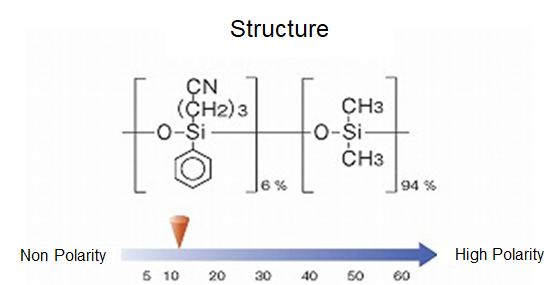 Structure
CN
(CH2)3
CH3
O Si
O Si
CH3
6 %
94 %
Non Polarity
High Polarity
5 10 20 30 40 50 60